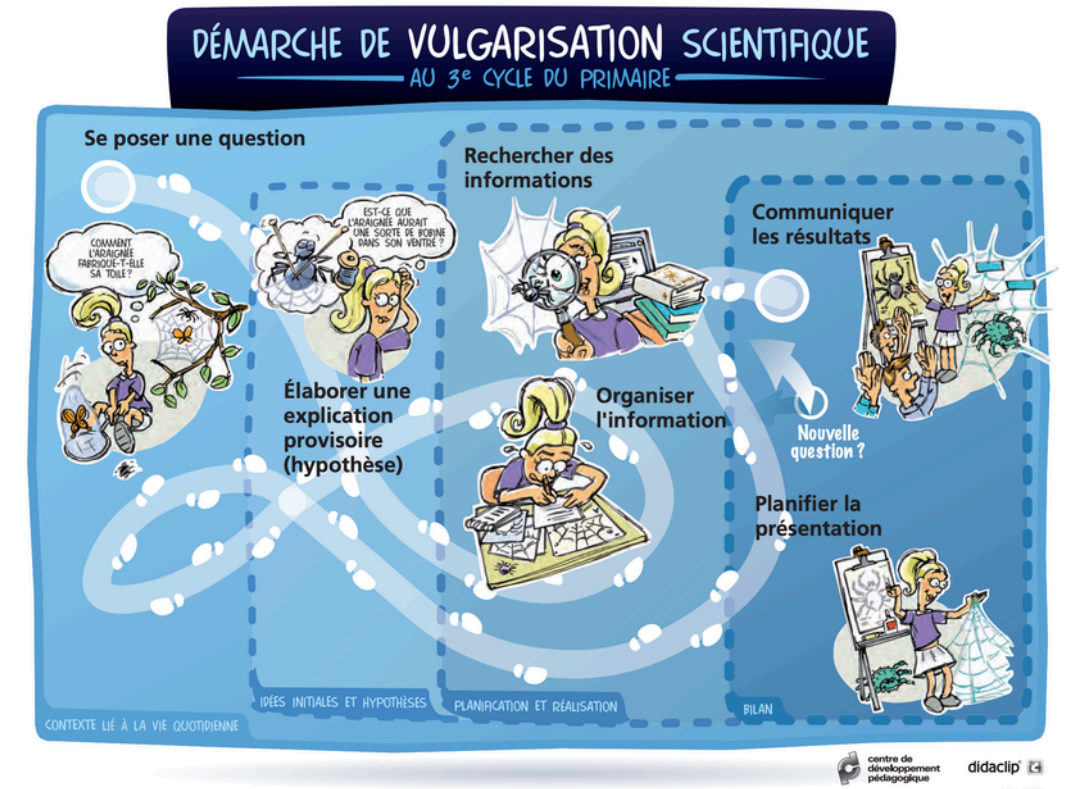 DÉMARCHE DE VULGARISATION SCIENTIFIQUE
AU 3e CYCLE DU PRIMAIRE
Se poser une question
COMMENT
L'ARAIGNÉE
FABRIQUE-T-ELLE
SA TOILE?
EST-CE QUE
L'ARAIGNÉE AURAIT
UNE SORTE DE BOBINE
DANS SON VENTRE?
Élaborer une
explication
provisoire
(hypothèse)
Rechercher des
informations
Organiser
l'information
Communiquer
les résultats
Nouvelle
question?
Planifier la
présentation
CONTEXTE LIÉ À LA VIE QUOTIDIENNE
IDÉES INITIALES ET HYPOTHÈSES
PLANIFICATION ET RÉALISATION
BILAN
centre de
développement
pédagogique
didaclip